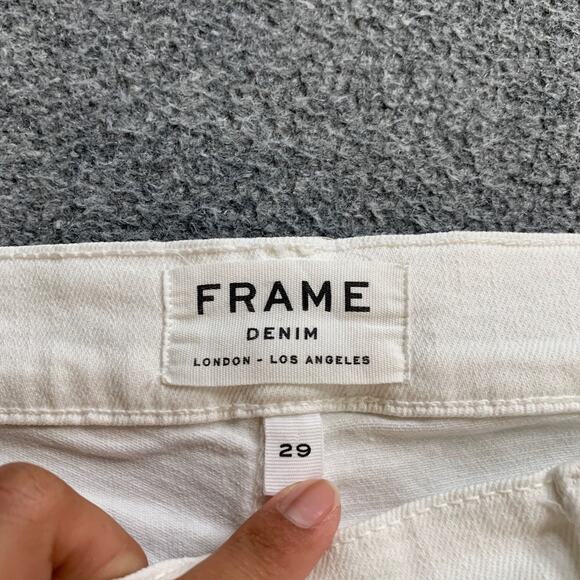 FRAME
DENIM
LONDON - LOS ANGELES
29